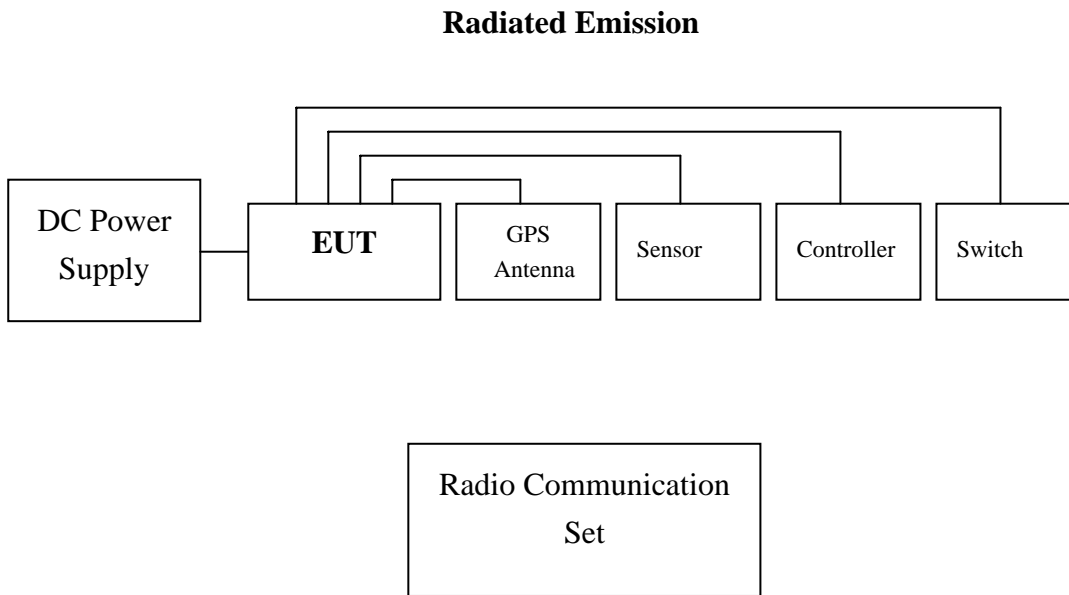 Radiated Emission
DC Power
Supply
EUT
GPS
Antenna
Sensor
Controller
Switch
Radio Communication
Set